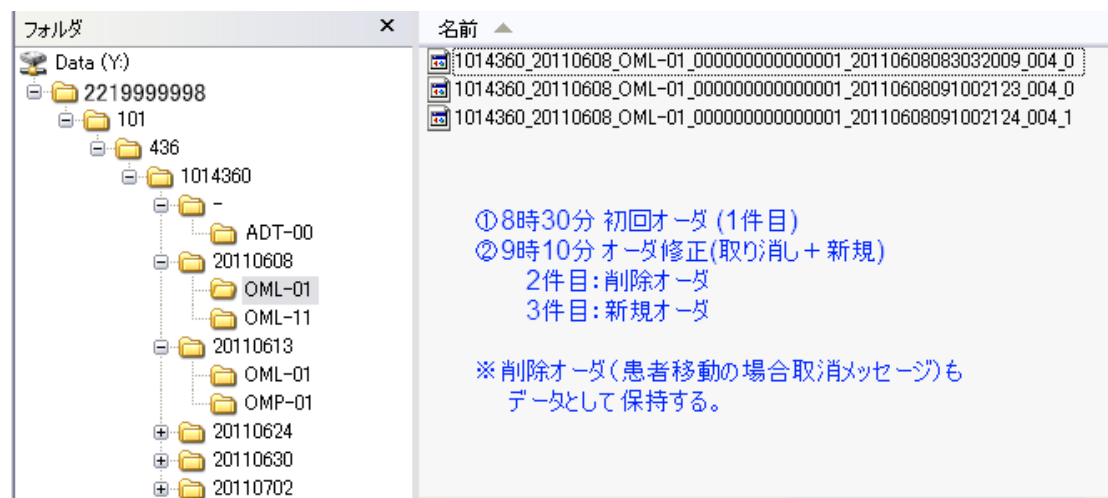 フォルダ
×
名前
Data (Y:)
2219999998
101
436
1014360
-
ADT-00
20110608
OML-01
OML-11
20110613
OML-01
OMP-01
20110624
20110630
20110702
1014360_20110608_OML-01_000000000000001_20110608083032009_004_0
1014360_20110608_OML-01_000000000000001_20110608091002123_004_0
1014360_20110608_OML-01_000000000000001_20110608091002124_004_1
①8時30分 初回オーダ (1件目)
②9時10分 オーダ修正(取り消し + 新規)
2件目:削除オーダ
3件目:新規オーダ
※削除オーダ(患者移動の場合取消メッセージ)も
データとして保持する。